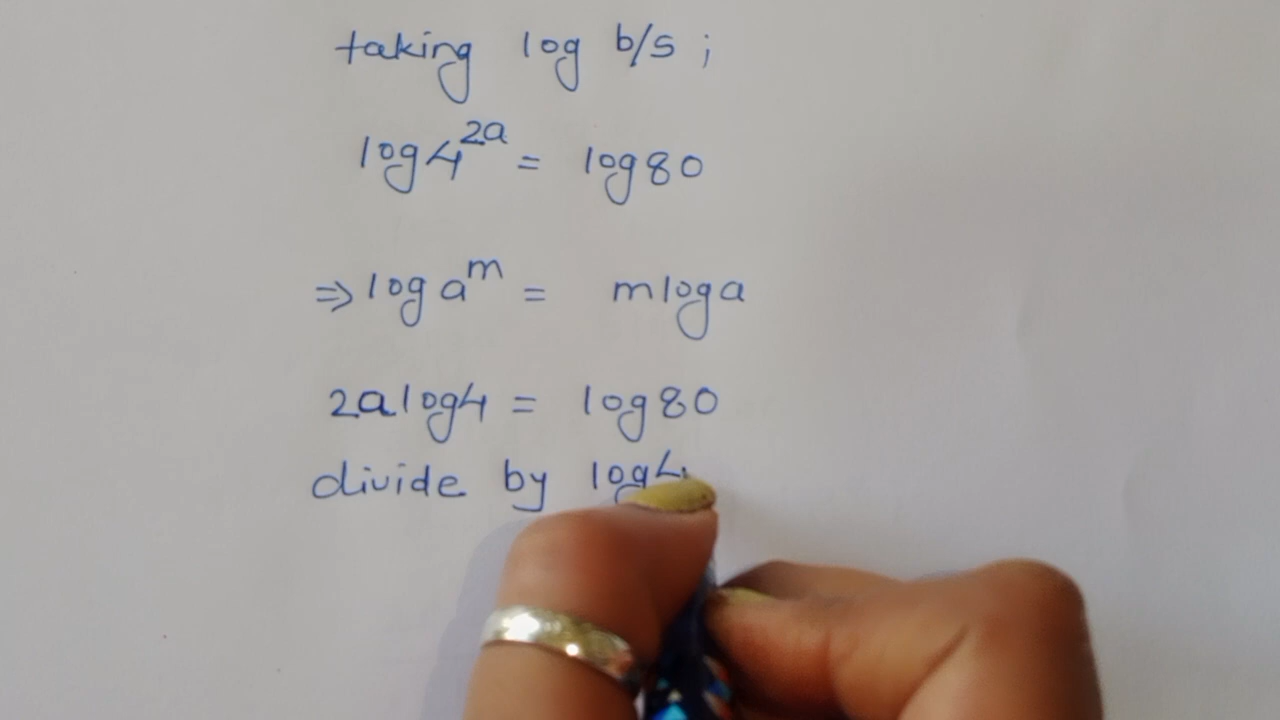 taking log b/s ;
log4^2a = log80
⇒ log a^m = mloga
2alog4 = log80
divide by log4